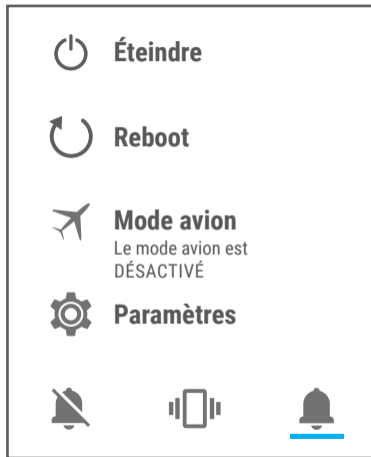 Éteindre
Reboot
Mode avion
Le mode avion est
DÉSACTIVÉ
Paramètres